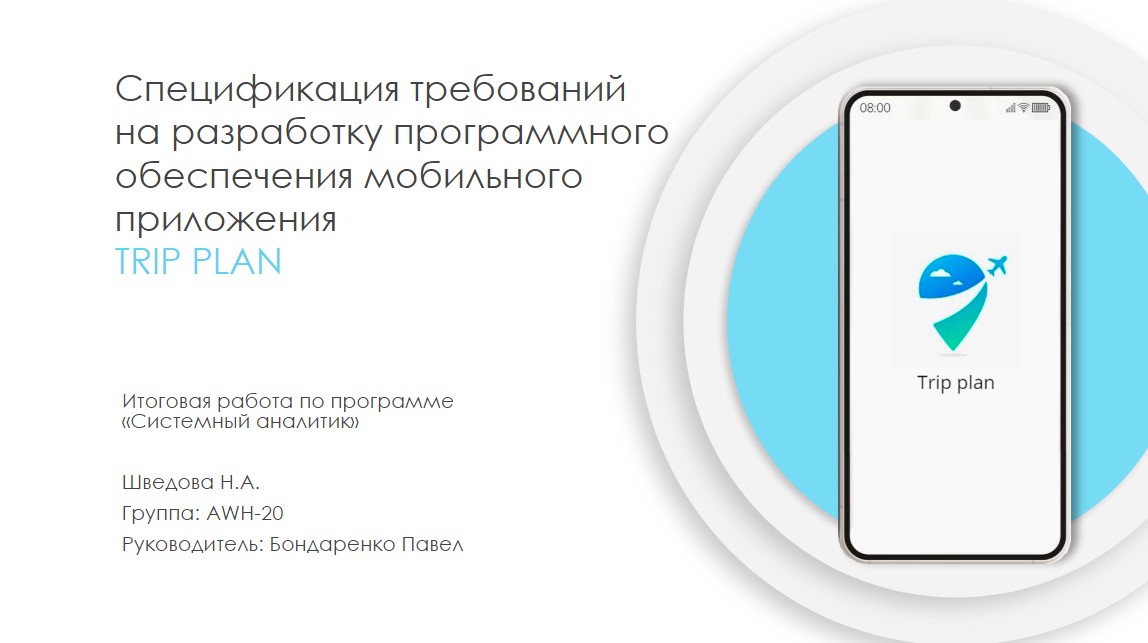 Спецификация требований
на разработку программного
обеспечения мобильного
приложения
TRIP PLAN
Итоговая работа по программе
«Системный аналитик»
Шведова Н.А.
Группа: AWH-20
Руководитель: Бондаренко Павел
08:00
Trip plan